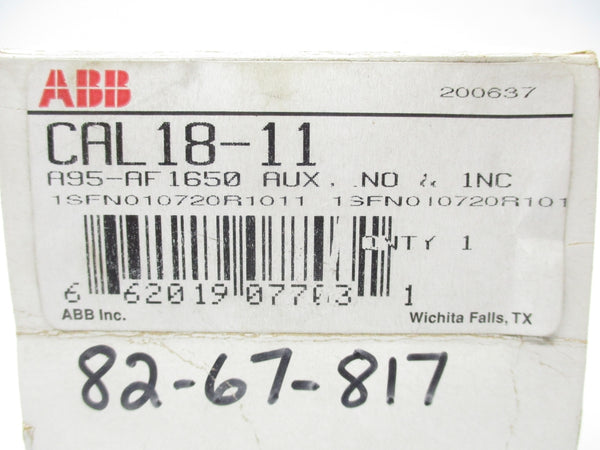 ABB 200637
CAL18-11
A95-AF1650 AUX, NO & 1NC
1SFN010720R1011 1SFN010720R101
QNTY 1
6 62019 07703 1
ABB Inc. Wichita Falls, TX
82-67-817